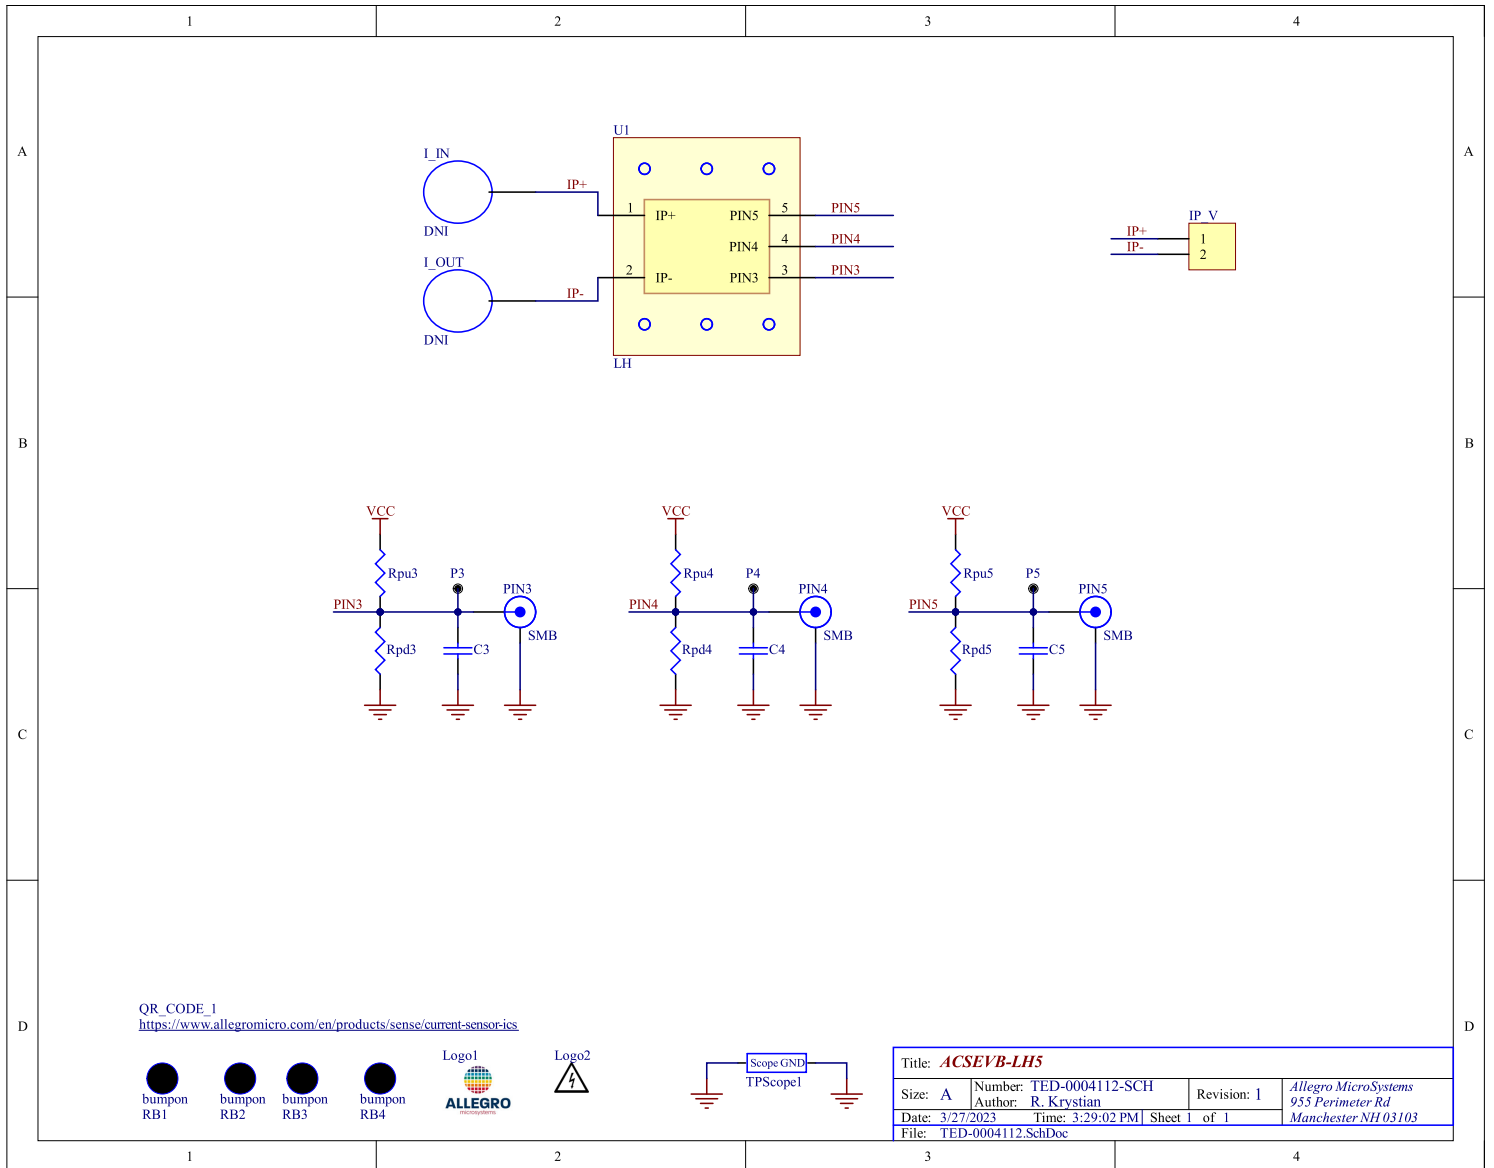 1 2 3 4
A A
U1
I_IN
IP+
DNI
1 IP+ PIN5 5 PIN5
PIN4 4 PIN4
2 IP- PIN3 3 PIN3
I_OUT
IP-
DNI
LH
IP_V
IP+ 1
IP- 2
B B
VCC VCC VCC
Rpu3 P3 PIN3 Rpu4 P4 PIN4 Rpu5 P5 PIN5
PIN3 PIN4 PIN5
SMB SMB SMB
Rpd3 C3 Rpd4 C4 Rpd5 C5
C C
QR_CODE_1
https://www.allegromicro.com/en/products/sense/current-sensor-ics
D D
Logo1 Logo2
bumpon bumpon bumpon bumpon
RB1 RB2 RB3 RB4
ALLEGRO
microsystems
Scope GND
TPScope1
Title: ACSEVB-LH5
Size: A Number: TED-0004112-SCH Revision: 1
Author: R. Krystian
Date: 3/27/2023 Time: 3:29:02 PM Sheet 1 of 1
File: TED-0004112.SchDoc
Allegro MicroSystems
955 Perimeter Rd
Manchester NH 03103
1 2 3 4